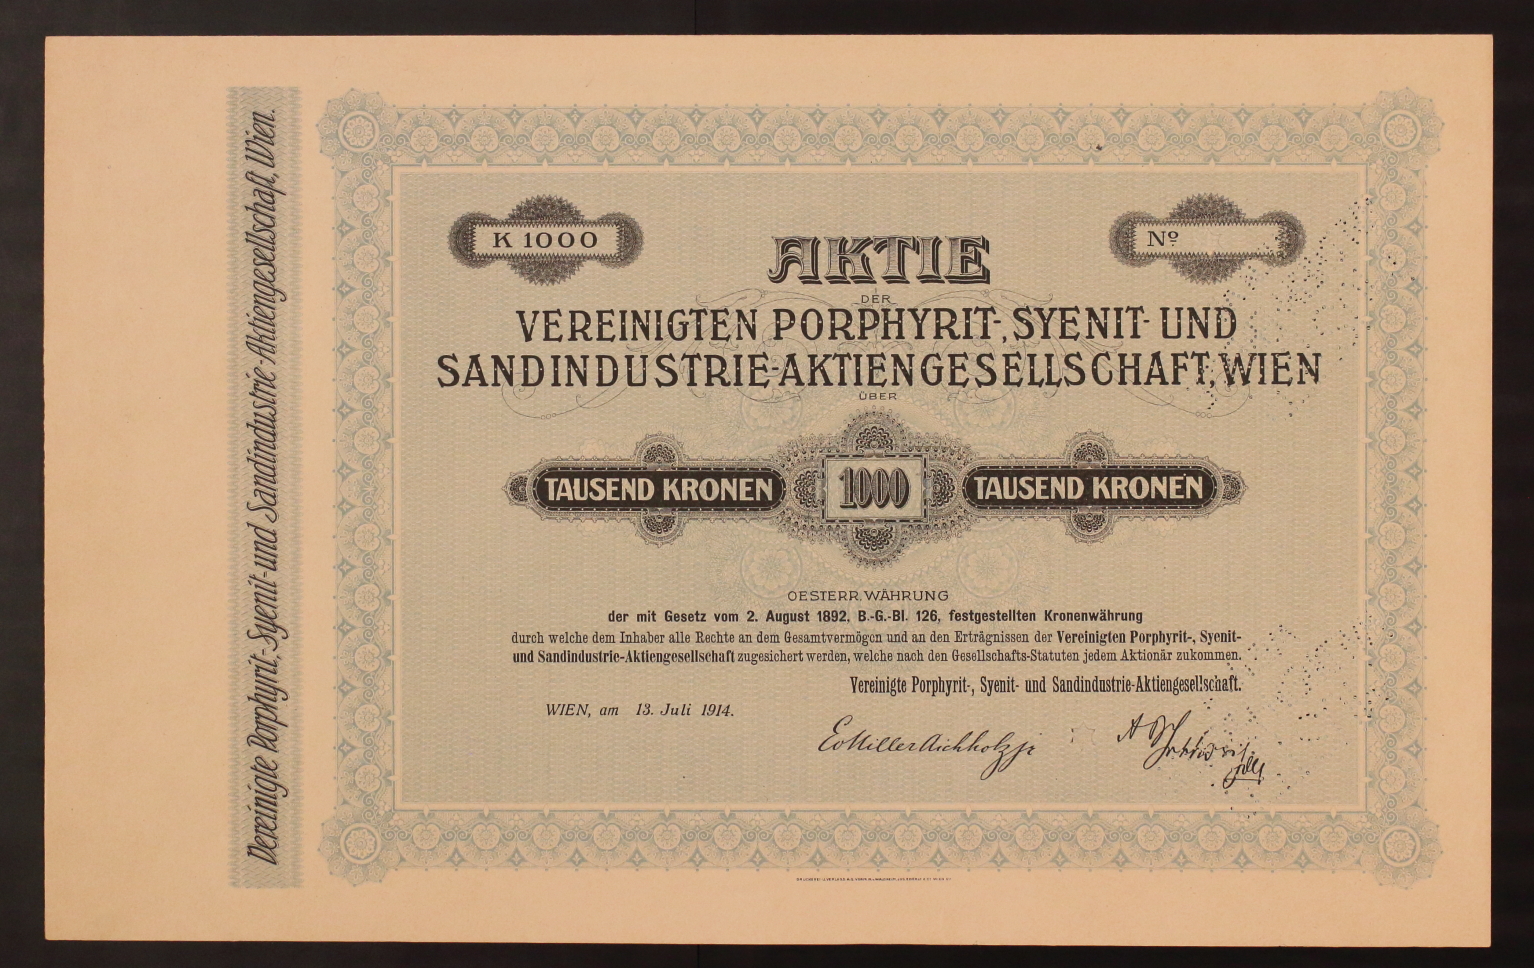 Vereinigte Porphyrit-, Syenit- und Sandindustrie-Aktiengesellschaft, Wien.
K 1000
Nº
AKTIE
DER
VEREINIGTEN PORPHYRIT-, SYENIT- UND
SANDINDUSTRIE-AKTIENGESELLSCHAFT, WIEN
ÜBER
TAUSEND KRONEN 1000 TAUSEND KRONEN
OESTERR. WÄHRUNG
der mit Gesetz vom 2. August 1892, B.-G.-Bl. 126, festgestellten Kronenwährung
durch welche dem Inhaber alle Rechte an dem Gesamtvermögen und an den Erträgnissen der Vereinigten Porphyrit-, Syenit-
und Sandindustrie-Aktiengesellschaft zugesichert werden, welche nach den Gesellschafts-Statuten jedem Aktionär zukommen.
Vereinigte Porphyrit-, Syenit- und Sandindustrie-Aktiengesellschaft.
WIEN, am 13. Juli 1914.